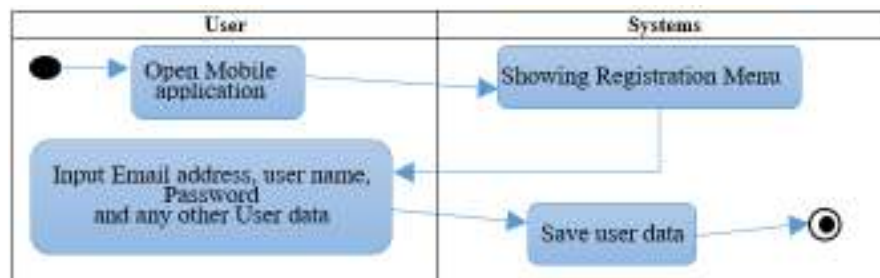 User
Systems
Open Mobile
application
Showing Registration Menu
Input Email address, user name,
Password
and any other User data
Save user data